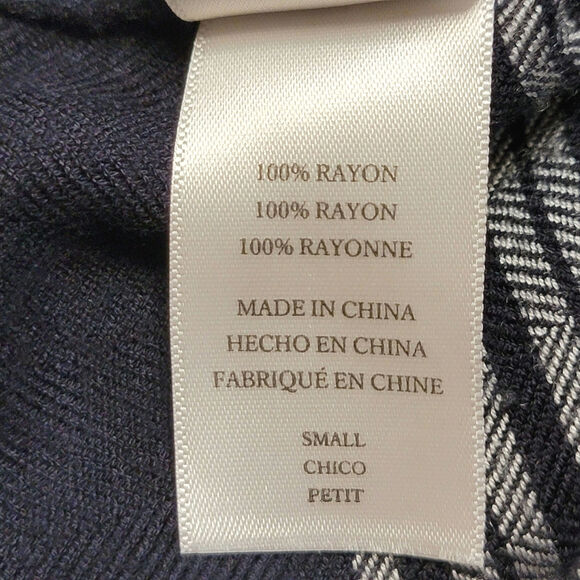 100% RAYON
100% RAYON
100% RAYONNE
MADE IN CHINA
HECHO EN CHINA
FABRIQUÉ EN CHINE
SMALL
CHICO
PETIT